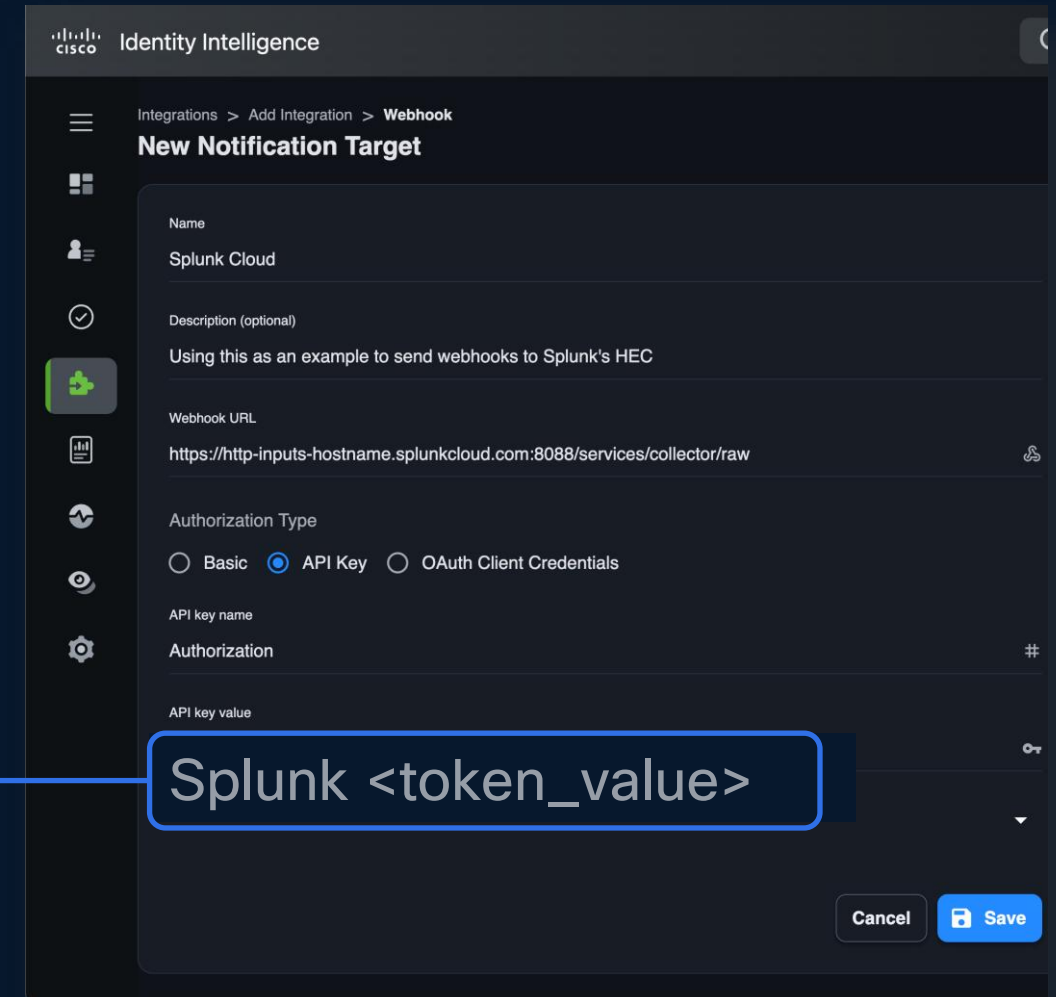 cisco Identity Intelligence
Integrations > Add Integration > Webhook
New Notification Target
Name
Splunk Cloud
Description (optional)
Using this as an example to send webhooks to Splunk's HEC
Webhook URL
https://http-inputs-hostname.splunkcloud.com:8088/services/collector/raw
Authorization Type
Basic API Key OAuth Client Credentials
API key name
Authorization
#
API key value
Splunk <token_value>
Cancel Save